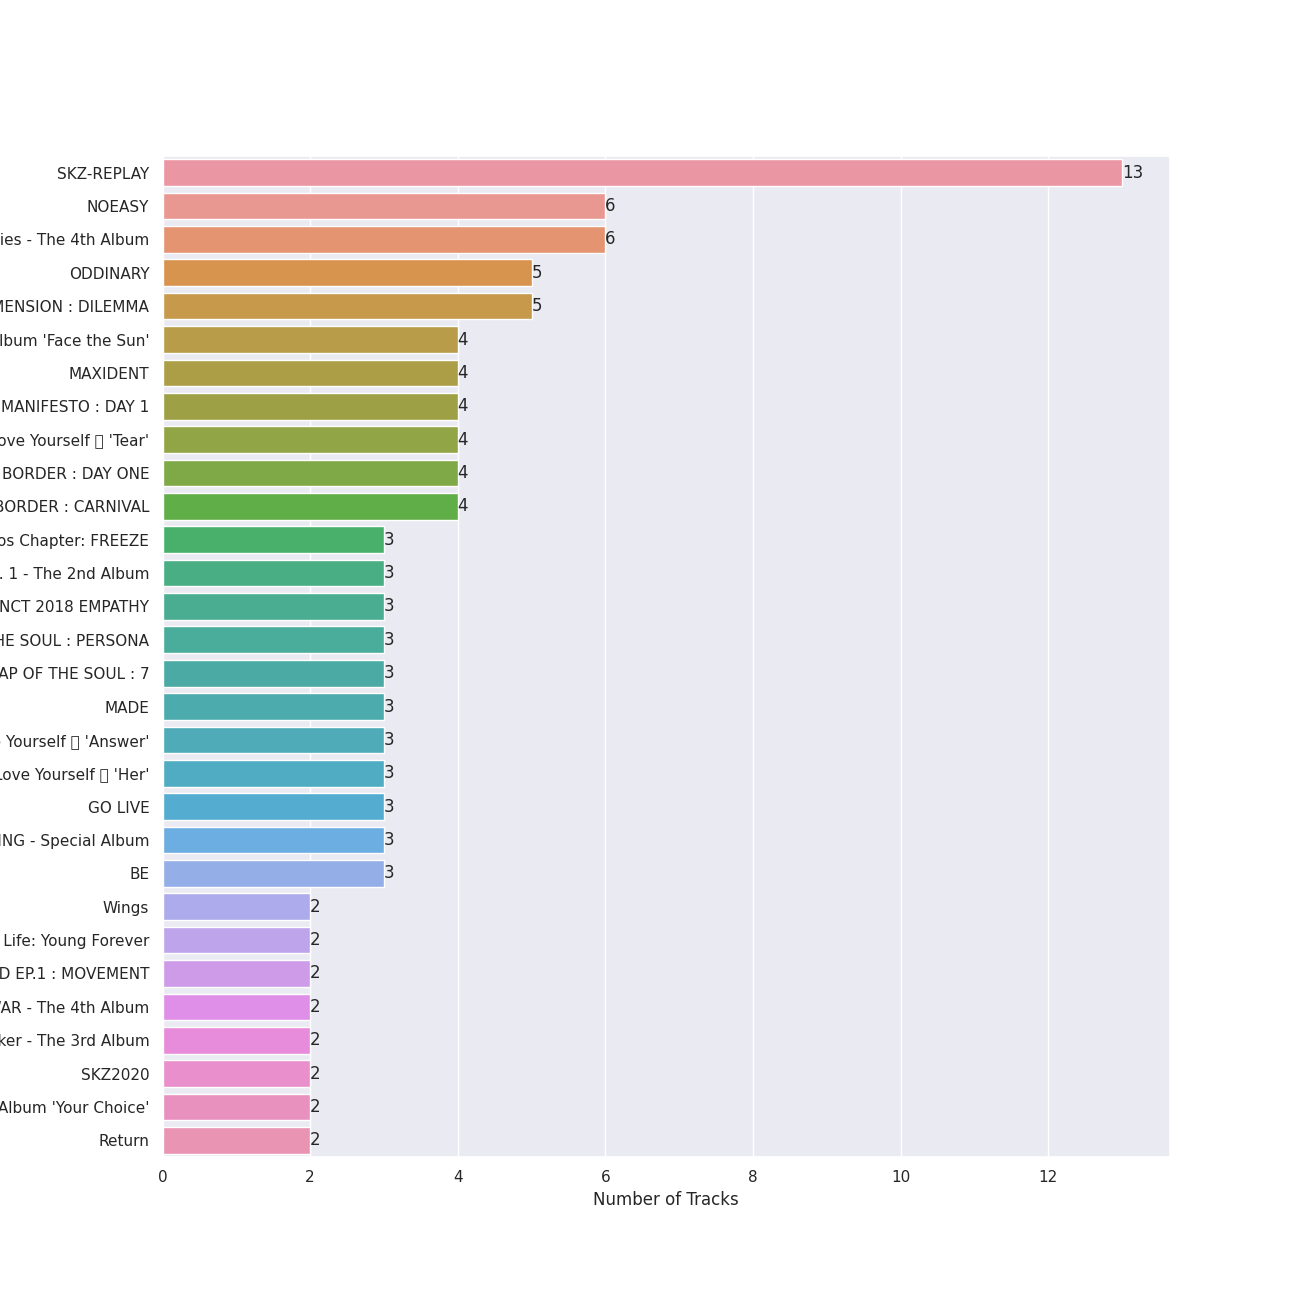 SKZ-REPLAY 13
NOEASY 6
ies - The 4th Album 6
ODDINARY 5
MENSION : DILEMMA 5
lbum 'Face the Sun' 4
MAXIDENT 4
MANIFESTO : DAY 1 4
ove Yourself 'Tear' 4
BORDER : DAY ONE 4
BORDER : CARNIVAL 4
os Chapter: FREEZE 3
. 1 - The 2nd Album 3
NCT 2018 EMPATHY 3
HE SOUL : PERSONA 3
AP OF THE SOUL : 7 3
MADE 3
Yourself 'Answer' 3
Love Yourself 'Her' 3
GO LIVE 3
ING - Special Album 3
BE 3
Wings 2
Life: Young Forever 2
D EP.1 : MOVEMENT 2
AR - The 4th Album 2
ker - The 3rd Album 2
SKZ2020 2
Album 'Your Choice' 2
Return 2
0 2 4 6 8 10 12
Number of Tracks